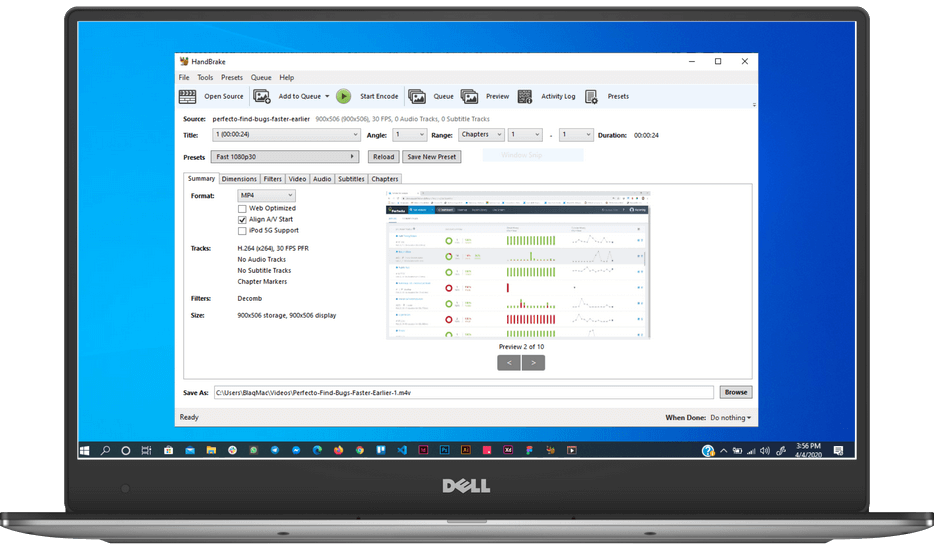 HandBrake
File Tools Presets Queue Help
Open Source Add to Queue Start Encode Queue Preview Activity Log Presets
Source: perfecto-find-bugs-faster-earlier 900x506 (900x506), 30 FPS, 0 Audio Tracks, 0 Subtitle Tracks
Title: 1 (00:00:24) Angle: 1 Range: Chapters 1 - 1 Duration: 00:00:24
Presets Fast 1080p30 Reload Save New Preset Window Snip
Summary Dimensions Filters Video Audio Subtitles Chapters
Format: MP4
Web Optimized
Align A/V Start
iPod 5G Support
Tracks: H.264 (x264), 30 FPS PFR
No Audio Tracks
No Subtitle Tracks
Chapter Markers
Filters: Decomb
Size: 900x506 storage, 900x506 display
Preview 2 of 10
< >
Save As: C:\Users\BlaqMac\Videos\Perfecto-Find-Bugs-Faster-Earlier-1.m4v Browse
Ready When Done: Do nothing
3:56 PM
4/4/2020
DELL